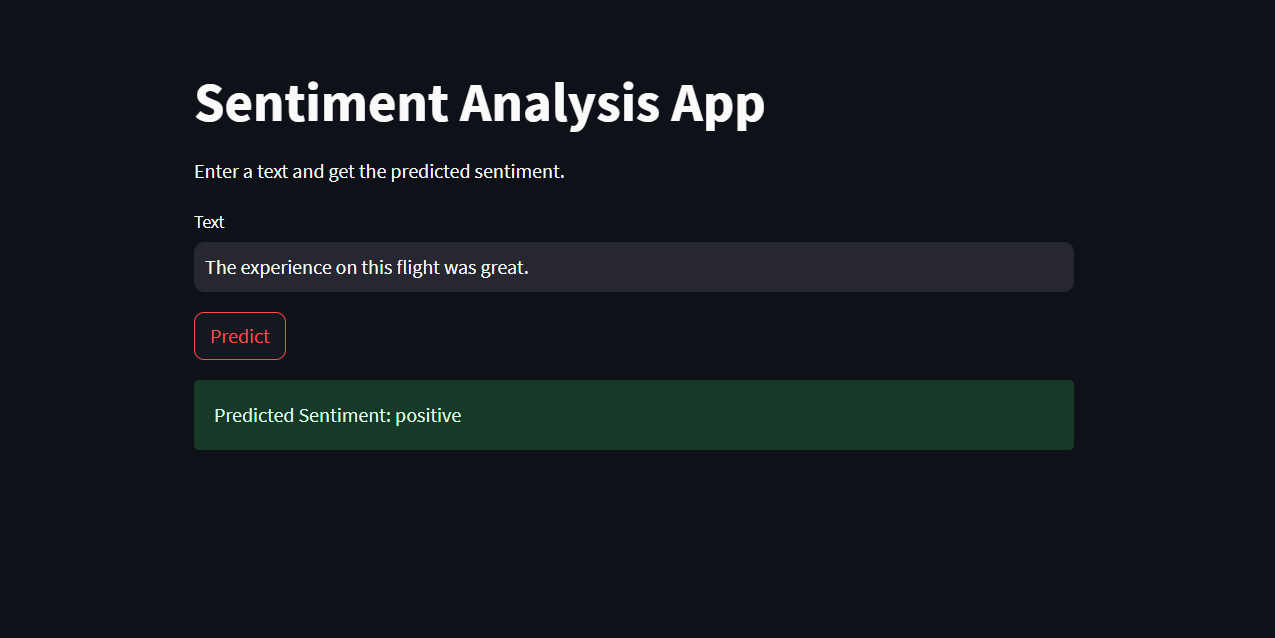 Sentiment Analysis App
Enter a text and get the predicted sentiment.
Text
The experience on this flight was great.
Predict
Predicted Sentiment: positive